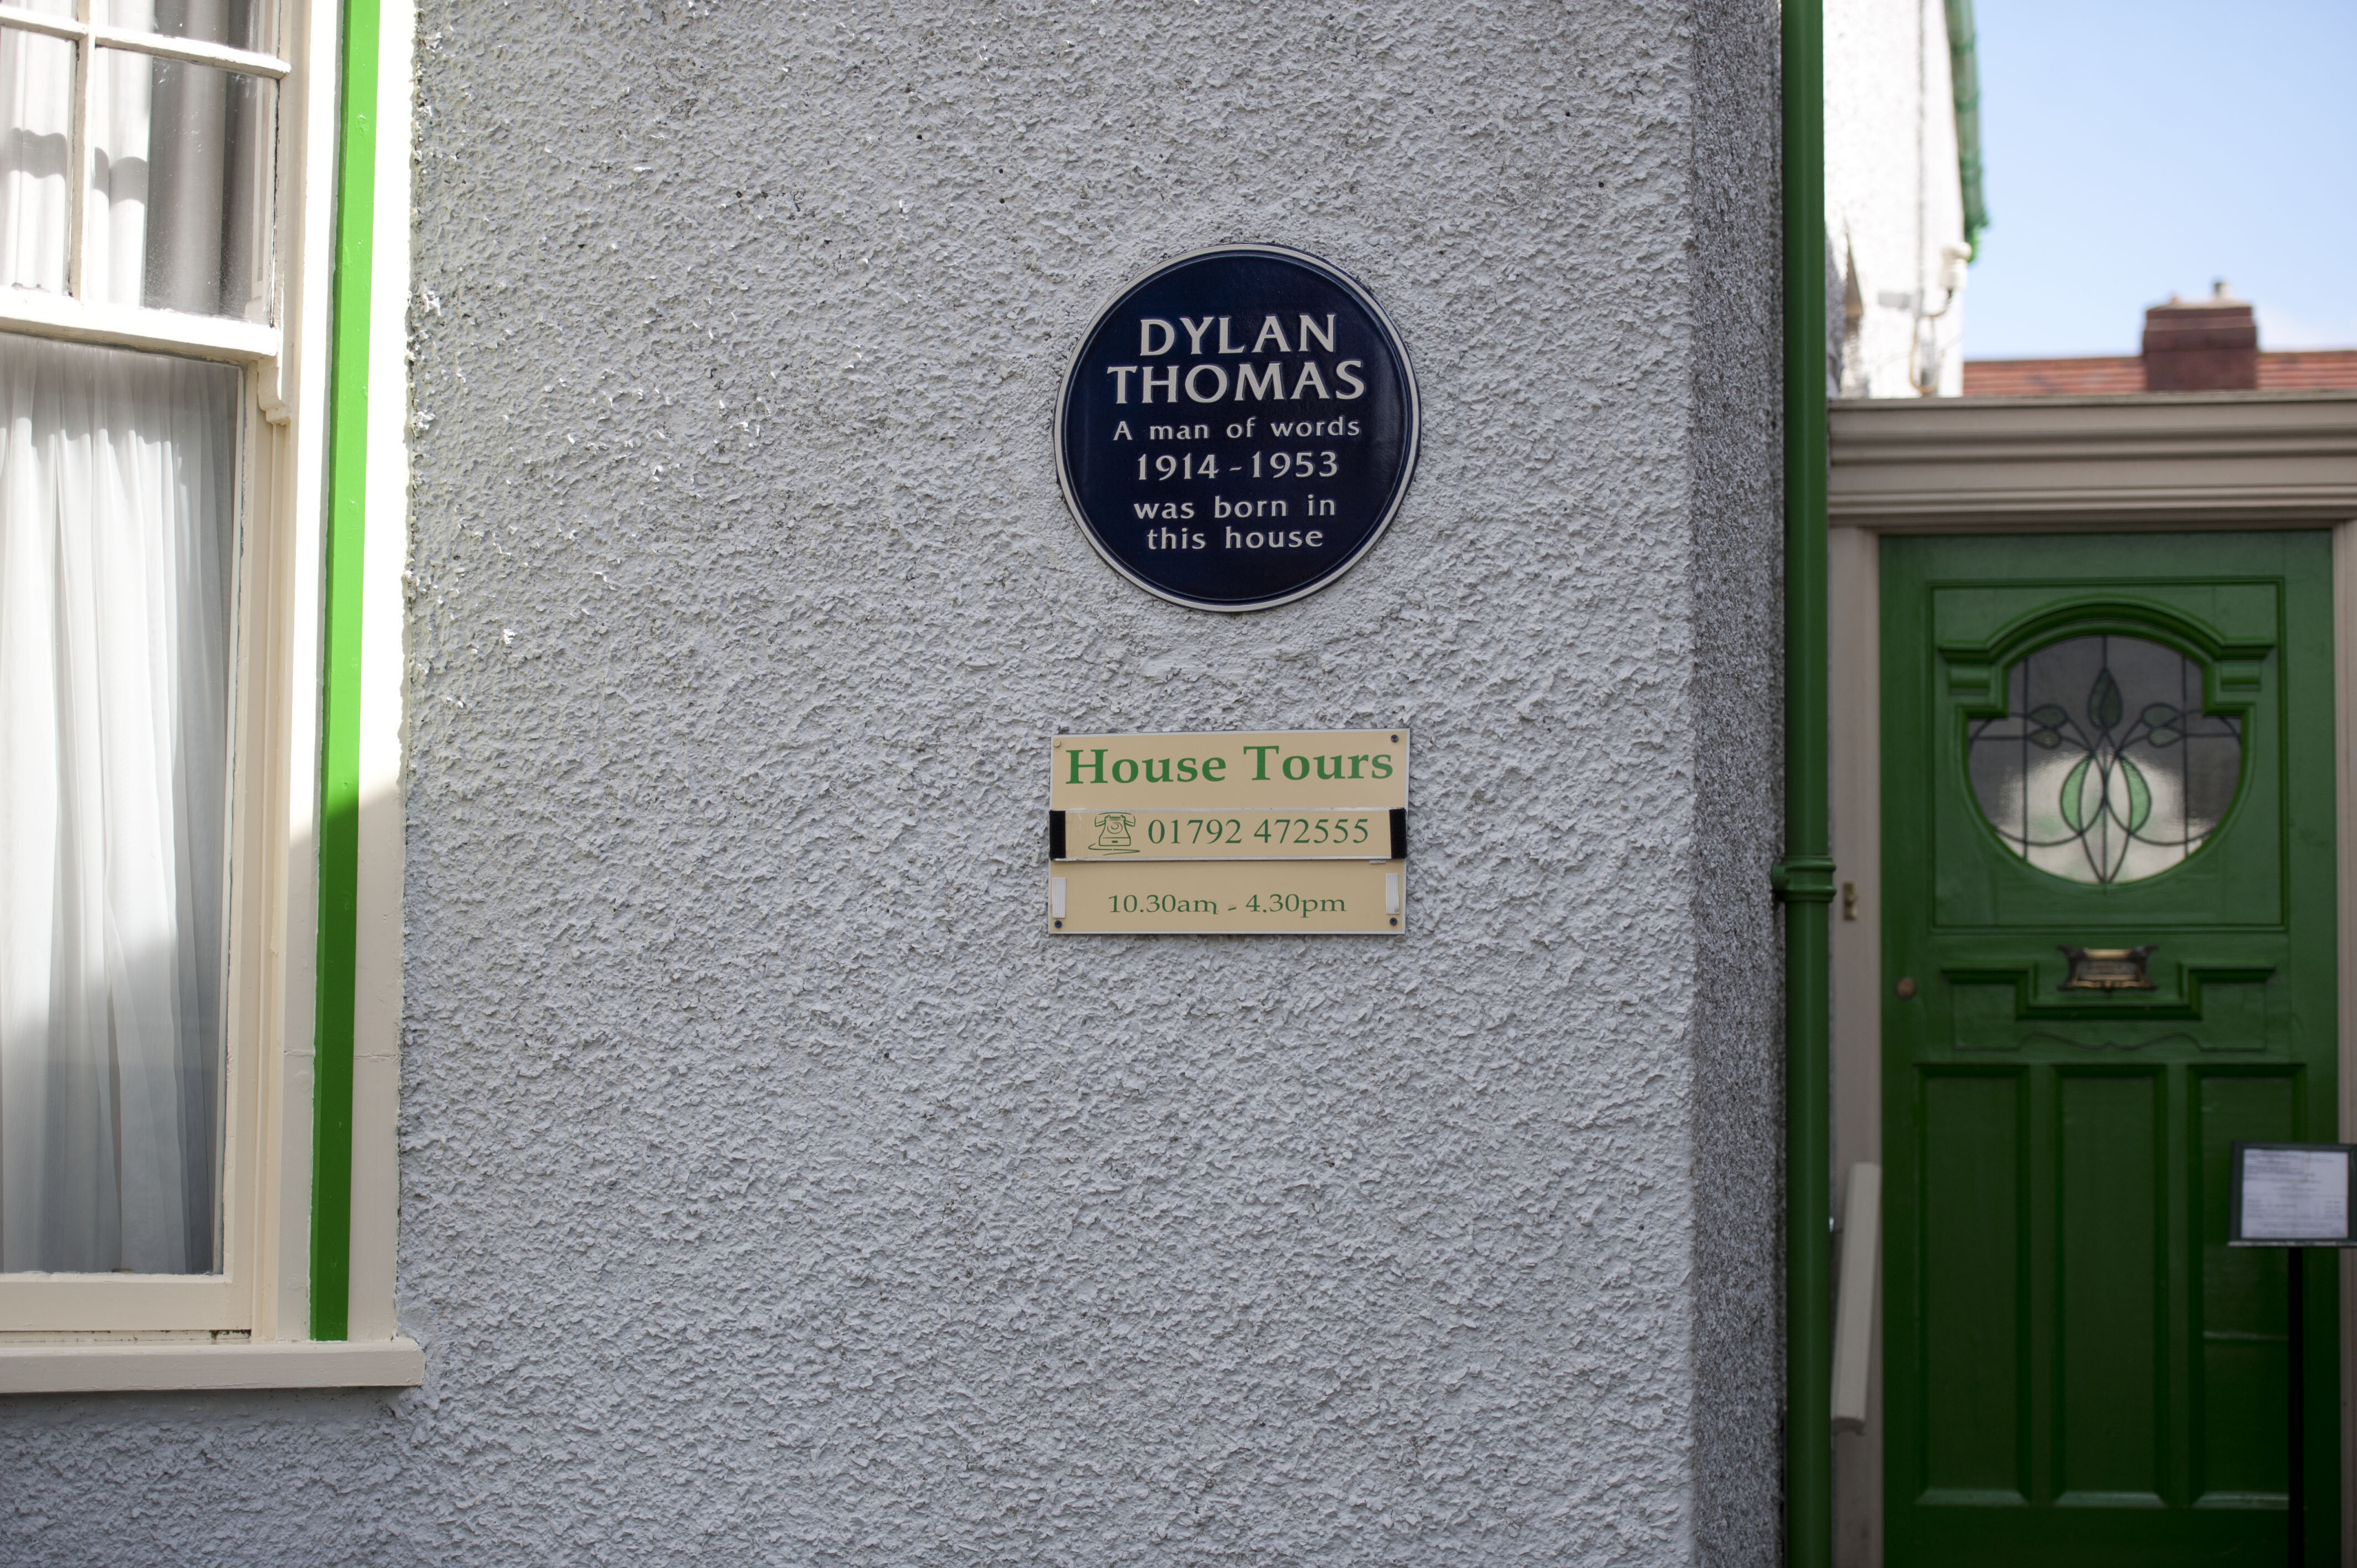 DYLAN
THOMAS
A man of words
1914 - 1953
was born in
this house
House Tours
01792 472555
10.30am - 4.30pm